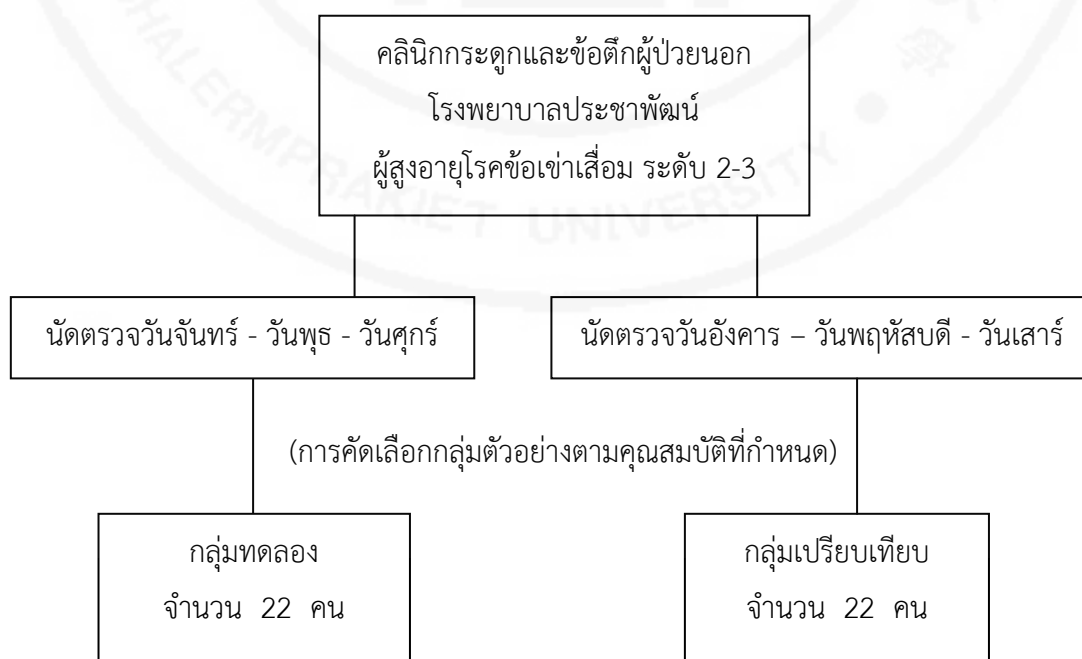 คลินิกกระดูกและข้อตึกผู้ป่วยนอก
โรงพยาบาลประชาพัฒน์
ผู้สูงอายุโรคข้อเข่าเสื่อม ระดับ 2-3
นัดตรวจวันจันทร์ - วันพุธ - วันศุกร์
นัดตรวจวันอังคาร – วันพฤหัสบดี - วันเสาร์
(การคัดเลือกกลุ่มตัวอย่างตามคุณสมบัติที่กำหนด)
กลุ่มทดลอง
จำนวน 22 คน
กลุ่มเปรียบเทียบ
จำนวน 22 คน